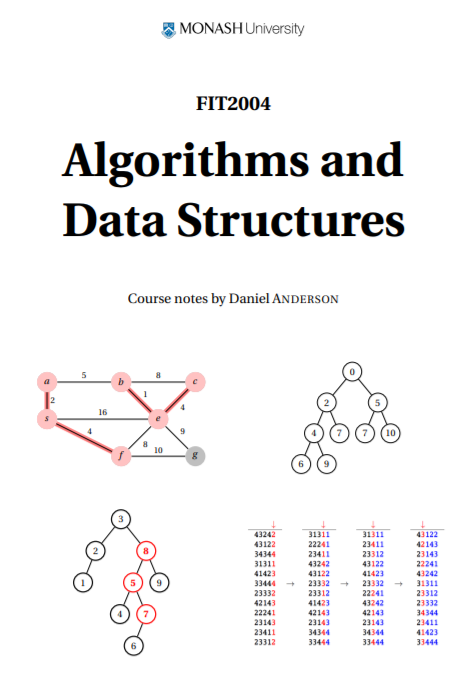 MONASH University
FIT2004
Algorithms and
Data Structures
Course notes by Daniel ANDERSON
a 5 b 8 c
2 1 4
s 16 e
4 8 9
f 10 g
0
2 5
4 7 7 10
6 9
3
2 8
1 5 9
4 7
6
↓ ↓ ↓ ↓
43242 31311 31311 43122
43122 22241 23411 42143
34344 23411 23312 23143
31311 43242 43122 22241
41423 43122 41423 43242
33444 → 23332 → 23332 → 31311
23332 23312 22241 23312
42143 41423 43242 23332
22241 42143 42143 34344
23143 23143 23143 23411
23411 34344 34344 41423
23312 33444 33444 33444